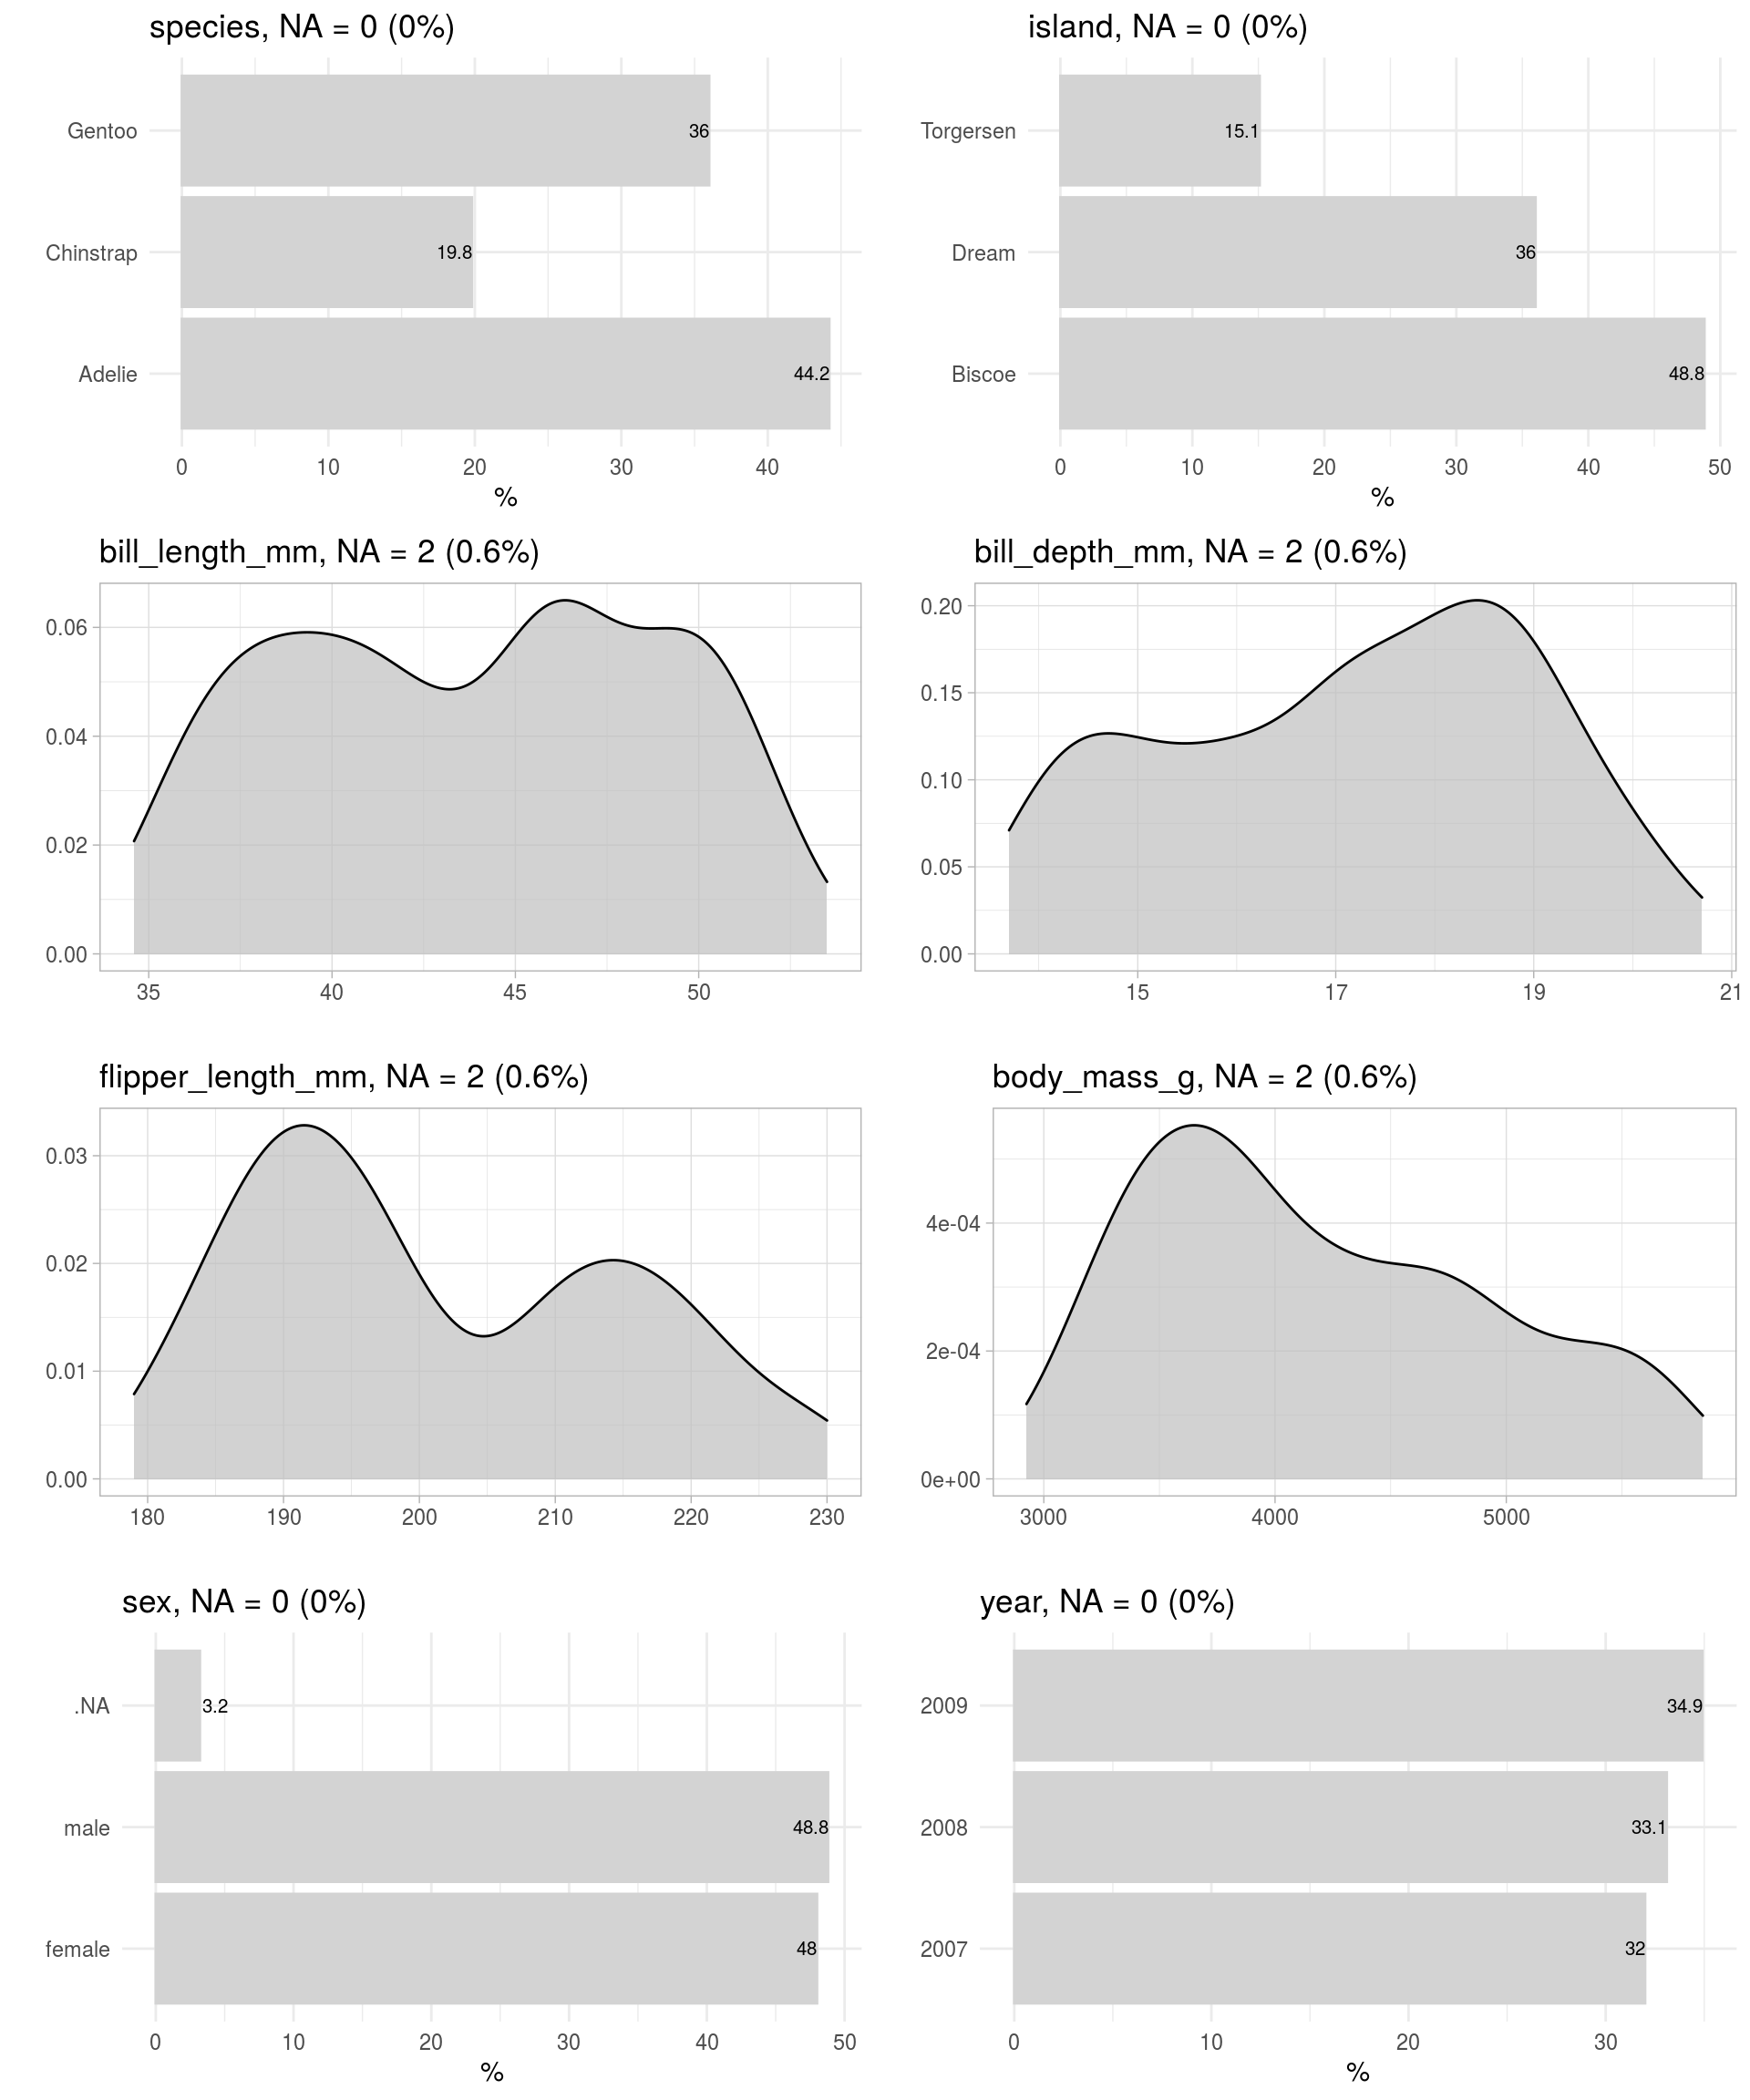 species, NA = 0 (0%)
Gentoo
36
Chinstrap
19.8
Adelie
44.2
0 10 20 30 40
%
island, NA = 0 (0%)
Torgersen
15.1
Dream
36
Biscoe
48.8
0 10 20 30 40 50
%
bill_length_mm, NA = 2 (0.6%)
0.06
0.04
0.02
0.00
35 40 45 50
bill_depth_mm, NA = 2 (0.6%)
0.20
0.15
0.10
0.05
0.00
15 17 19 21
flipper_length_mm, NA = 2 (0.6%)
0.03
0.02
0.01
0.00
180 190 200 210 220 230
body_mass_g, NA = 2 (0.6%)
4e-04
2e-04
0e+00
3000 4000 5000
sex, NA = 0 (0%)
.NA
3.2
male
48.8
female
48
0 10 20 30 40 50
%
year, NA = 0 (0%)
2009
34.9
2008
33.1
2007
32
0 10 20 30
%